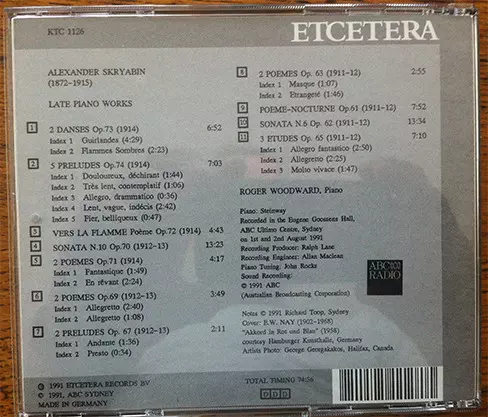 KTC 1126
ETCETERA
ALEXANDER SKRYABIN
(1872-1915)
LATE PIANO WORKS
1 2 DANSES Op.73 (1914) 6:52
Index 1 Guirlandes (4:29)
Index 2 Flammes Sombres (2:23)
2 5 PRELUDES Op.74 (1914) 7:03
Index 1 Douloureux, déchirant (1:44)
Index 2 Très lent, contemplatif (1:06)
Index 3 Allegro, drammatico (0:36)
Index 4 Lent, vague, indécis (2:42)
Index 5 Fier, belliqueux (0:47)
3 VERS LA FLAMME Poème Op.72 (1914) 4:43
4 SONATA N.10 Op.70 (1912-13) 13:25
5 2 POEMES Op.71 (1914) 4:17
Index 1 Fantastique (1:49)
Index 2 En rêvant (2:24)
6 2 POEMES Op.69 (1912-13) 3:49
Index 1 Allegretto (2:40)
Index 2 Allegretto (1:08)
7 2 PRELUDES Op. 67 (1912-13) 2:11
Index 1 Andante (1:36)
Index 2 Presto (0:34)
8 2 POEMES Op. 63 (1911-12) 2:55
Index 1 Masque (1:07)
Index 2 Etrangeté (1:46)
9 POEME-NOCTURNE Op.61 (1911-12) 7:52
10 SONATA N.6 Op. 62 (1911-12) 13:34
11 3 ETUDES Op. 65 (1911-12) 7:10
Index 1 Allegro fantastico (2:50)
Index 2 Allegreno (2:25)
Index 3 Molto vivace (1:47)
ROGER WOODWARD, Piano
Piano: Steinway
Recorded in the Eugene Goossens Hall,
ABC Ultimo Centre, Sydney
on 1st and 2nd August 1991
Recording Producer: Ralph Lane
Recording Engineer: Allan Maclean
Piano Tuning: John Rocks
Sound Recording:
© 1991 ABC
(Australian Broadcasting Corporation)
ABC
RADIO
Notes © 1991 Richard Toop, Sydney
Cover: E.W. NAY (1902-1968)
"Akkord in Rot und Blau" (1958)
courtesy Hamburger Kunsthalle, Germany
Artists Photo: George Georgakakos, Halifax, Canada
℗ 1991 ETCETERA RECORDS BV
© 1991, ABC SYDNEY
MADE IN GERMANY
TOTAL TIMING 74:56
DDD